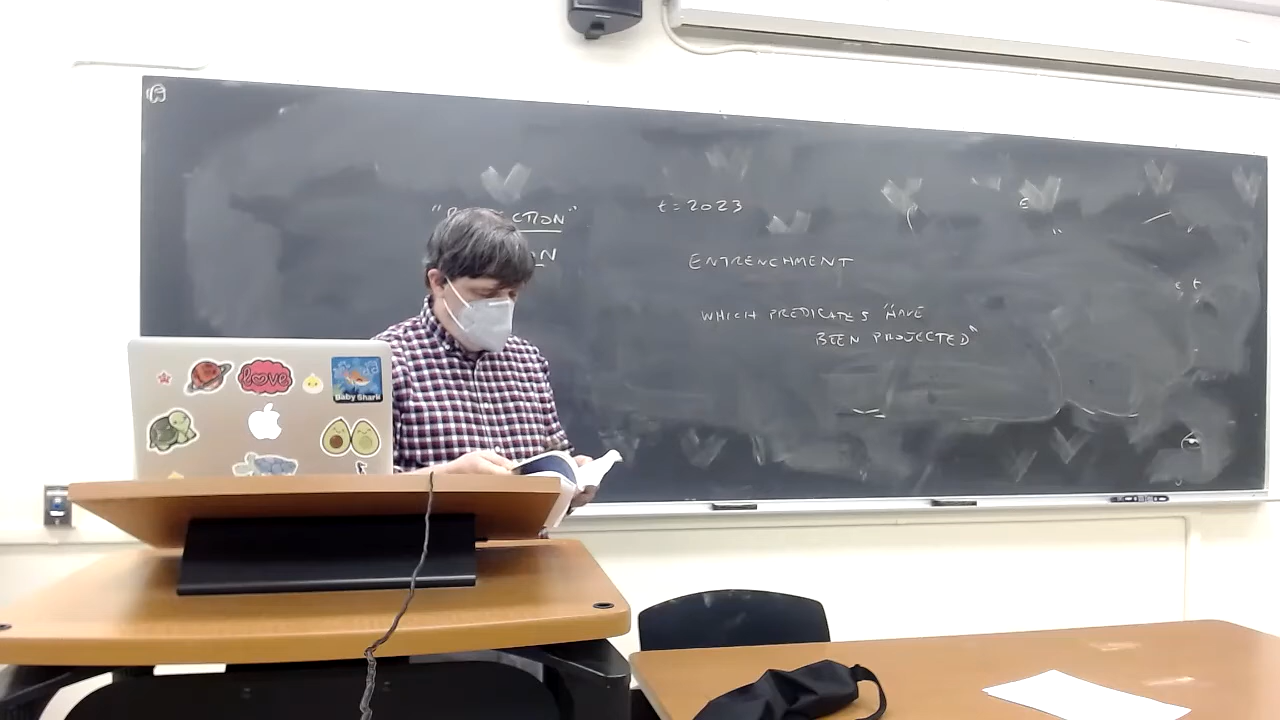 t = 2023
ENTRENCHMENT
WHICH PREDICATES "HAVE
BEEN PROJECTED"
love
Baby Shark